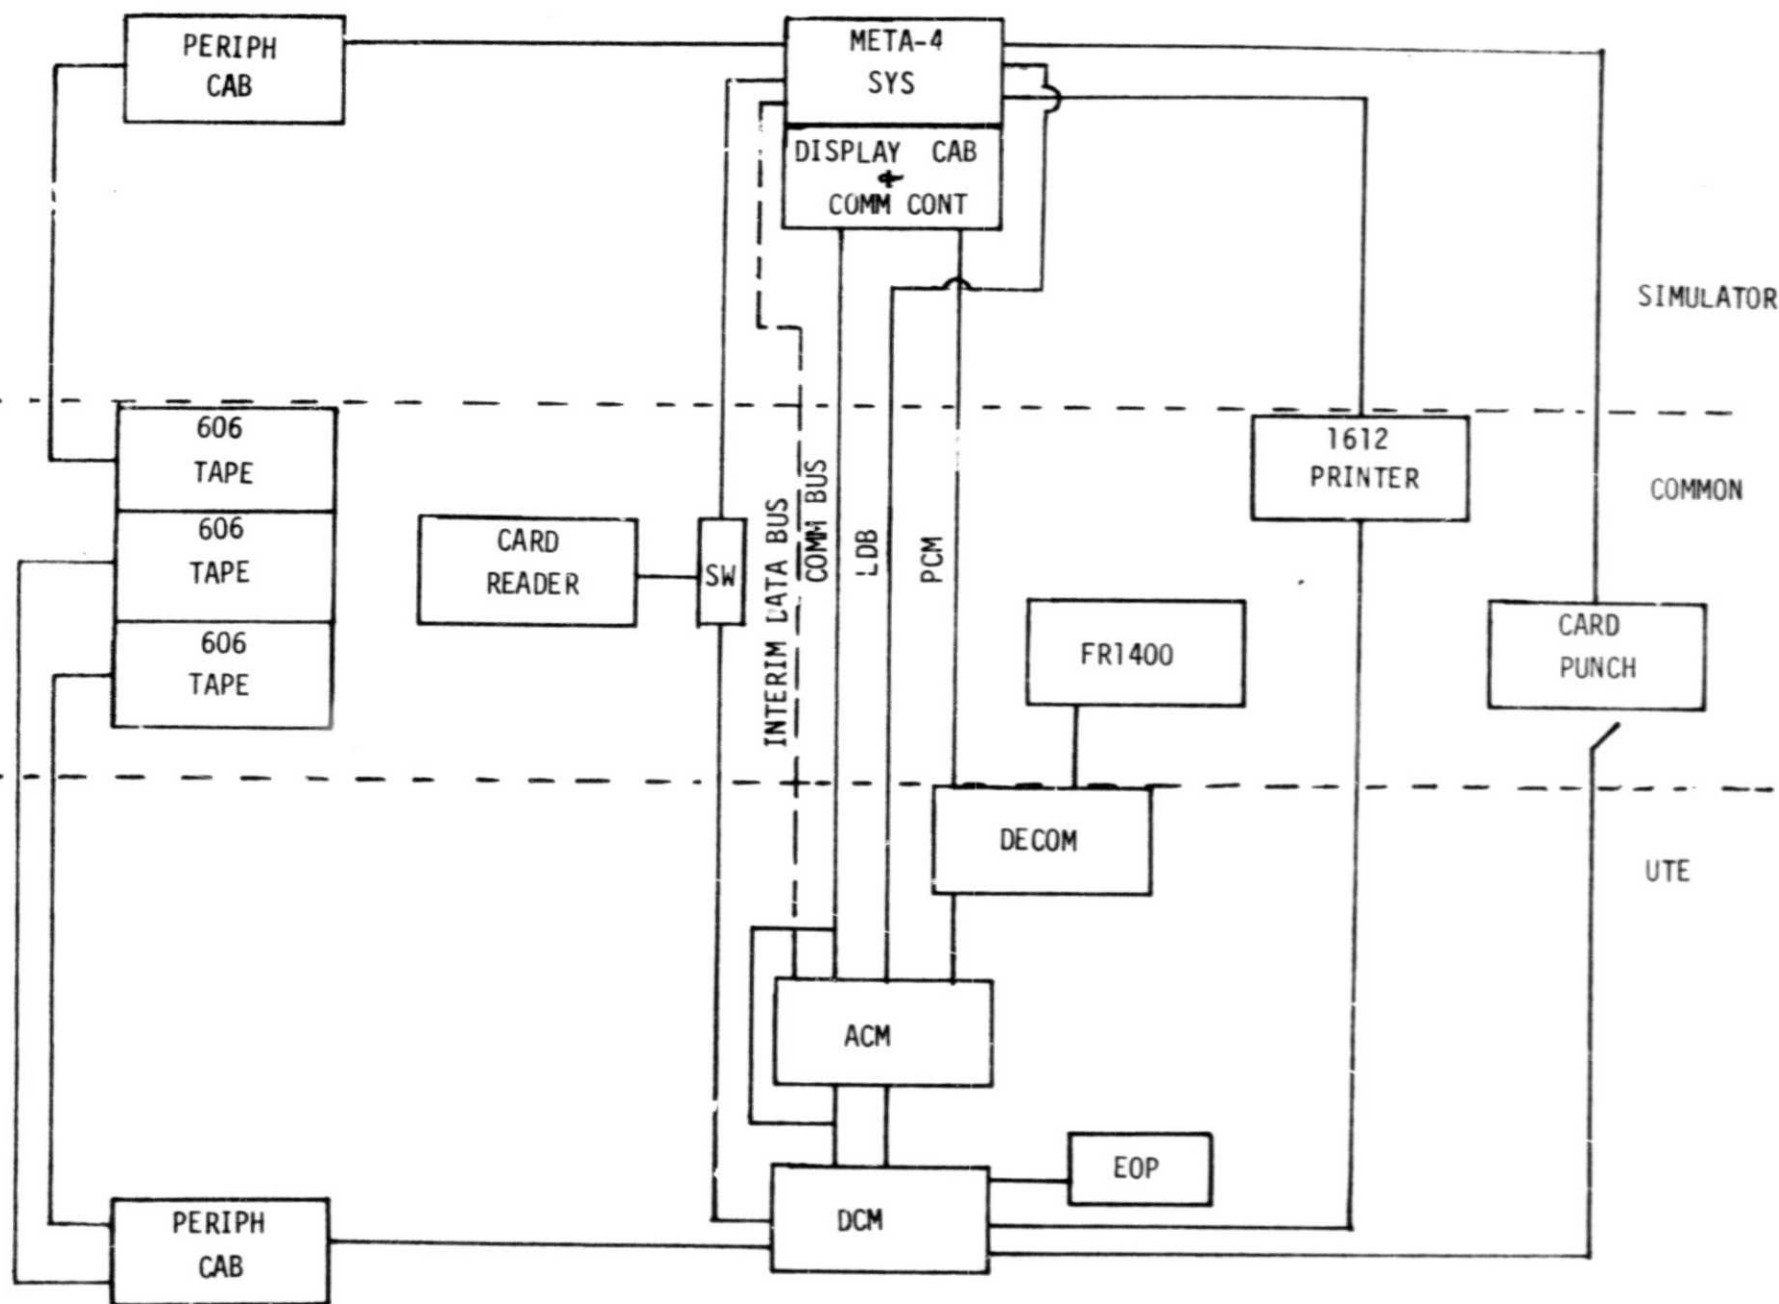 PERIPH
CAB
META-4
SYS
DISPLAY CAB
&
COMM CONT
SIMULATOR
606
TAPE
606
TAPE
606
TAPE
CARD
READER
SW
INTERIM DATA BUS
COMM BUS
LDB
PCM
1612
PRINTER
COMMON
FR1400
CARD
PUNCH
DECOM
UTE
ACM
EOP
DCM
PERIPH
CAB